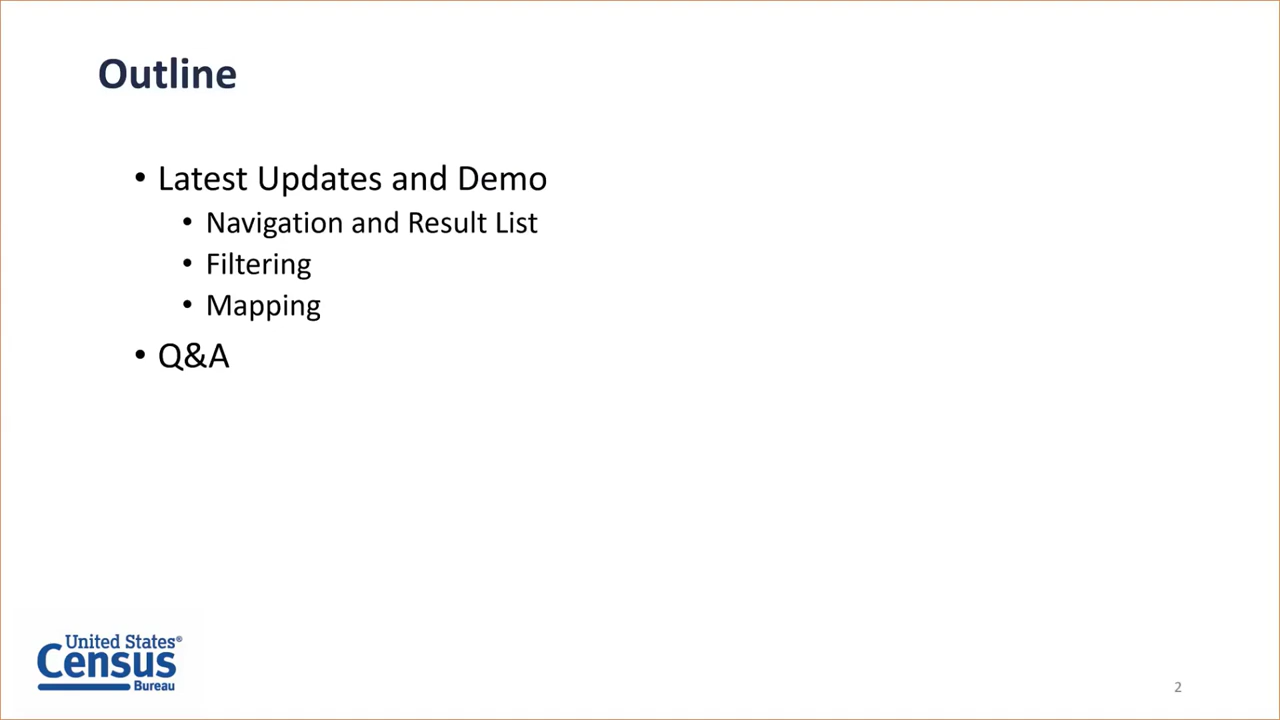 Outline
• Latest Updates and Demo
• Navigation and Result List
• Filtering
• Mapping
• Q&A
United States®
Census
Bureau
2